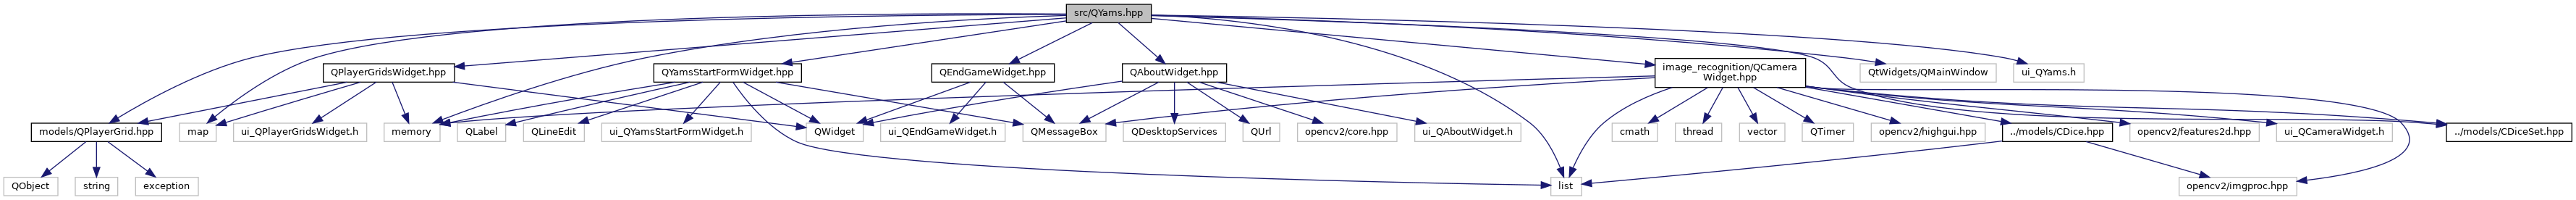 src/QYams.hpp
QPlayerGridsWidget.hpp
QYamsStartFormWidget.hpp
QEndGameWidget.hpp
QAboutWidget.hpp
image_recognition/QCamera
Widget.hpp
QtWidgets/QMainWindow
ui_QYams.h
models/QPlayerGrid.hpp
map
ui_QPlayerGridsWidget.h
memory
QLabel
QLineEdit
ui_QYamsStartFormWidget.h
QWidget
ui_QEndGameWidget.h
QMessageBox
QDesktopServices
QUrl
opencv2/core.hpp
ui_QAboutWidget.h
cmath
thread
vector
QTimer
opencv2/highgui.hpp
../models/CDice.hpp
opencv2/features2d.hpp
ui_QCameraWidget.h
../models/CDiceSet.hpp
QObject
string
exception
list
opencv2/imgproc.hpp